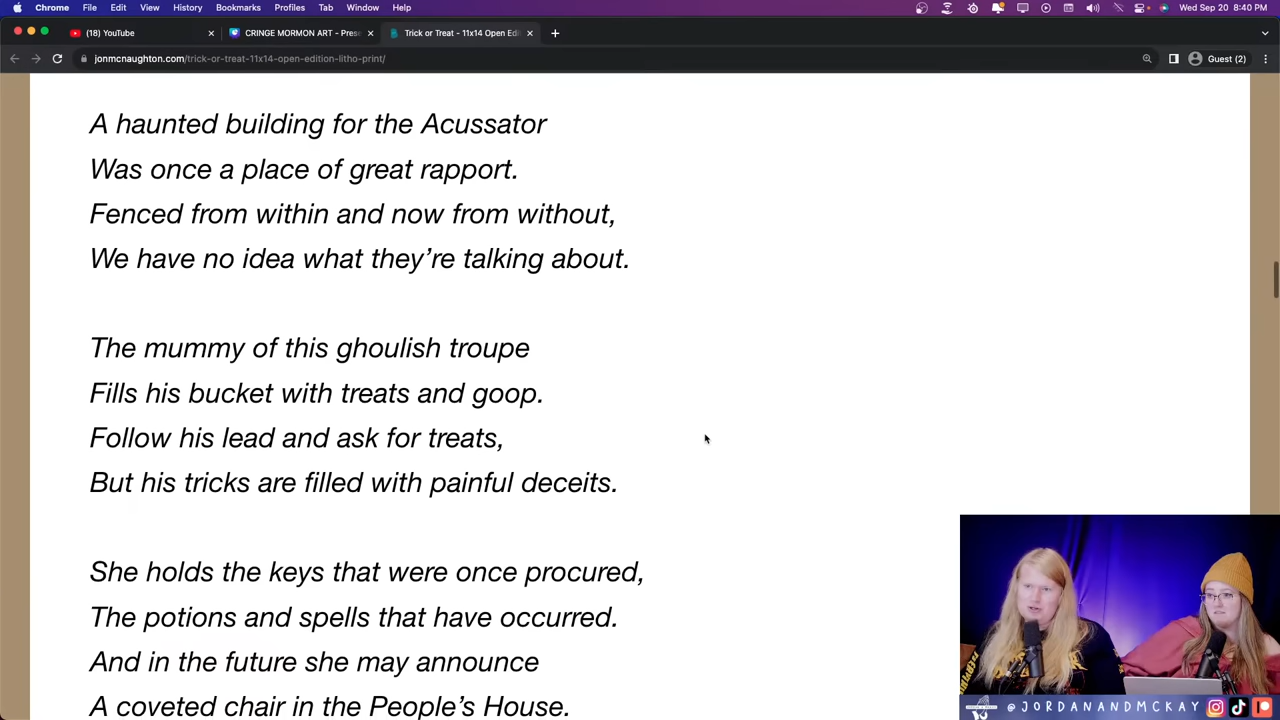 Chrome File Edit View History Bookmarks Profiles Tab Window Help Wed Sep 20 8:40 PM
(18) YouTube
CRINGE MORMON ART - Pres
Trick or Treat - 11x14 Open Edi
jonmcnaughton.com/trick-or-treat-11x14-open-edition-litho-print/
Guest (2)
A haunted building for the Acussator
Was once a place of great rapport.
Fenced from within and now from without,
We have no idea what they're talking about.
The mummy of this ghoulish troupe
Fills his bucket with treats and goop.
Follow his lead and ask for treats,
But his tricks are filled with painful deceits.
She holds the keys that were once procured,
The potions and spells that have occurred.
And in the future she may announce
A coveted chair in the People's House.
@JORDANANDMCKAY